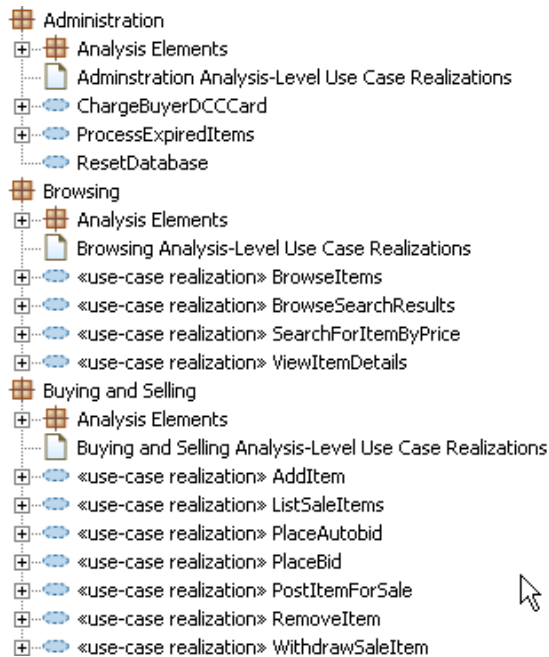 Administration
Analysis Elements
Adminstration Analysis-Level Use Case Realizations
ChargeBuyerDCCCard
ProcessExpiredItems
ResetDatabase
Browsing
Analysis Elements
Browsing Analysis-Level Use Case Realizations
«use-case realization» BrowseItems
«use-case realization» BrowseSearchResults
«use-case realization» SearchForItemByPrice
«use-case realization» ViewItemDetails
Buying and Selling
Analysis Elements
Buying and Selling Analysis-Level Use Case Realizations
«use-case realization» AddItem
«use-case realization» ListSaleItems
«use-case realization» PlaceAutobid
«use-case realization» PlaceBid
«use-case realization» PostItemForSale
«use-case realization» RemoveItem
«use-case realization» WithdrawSaleItem